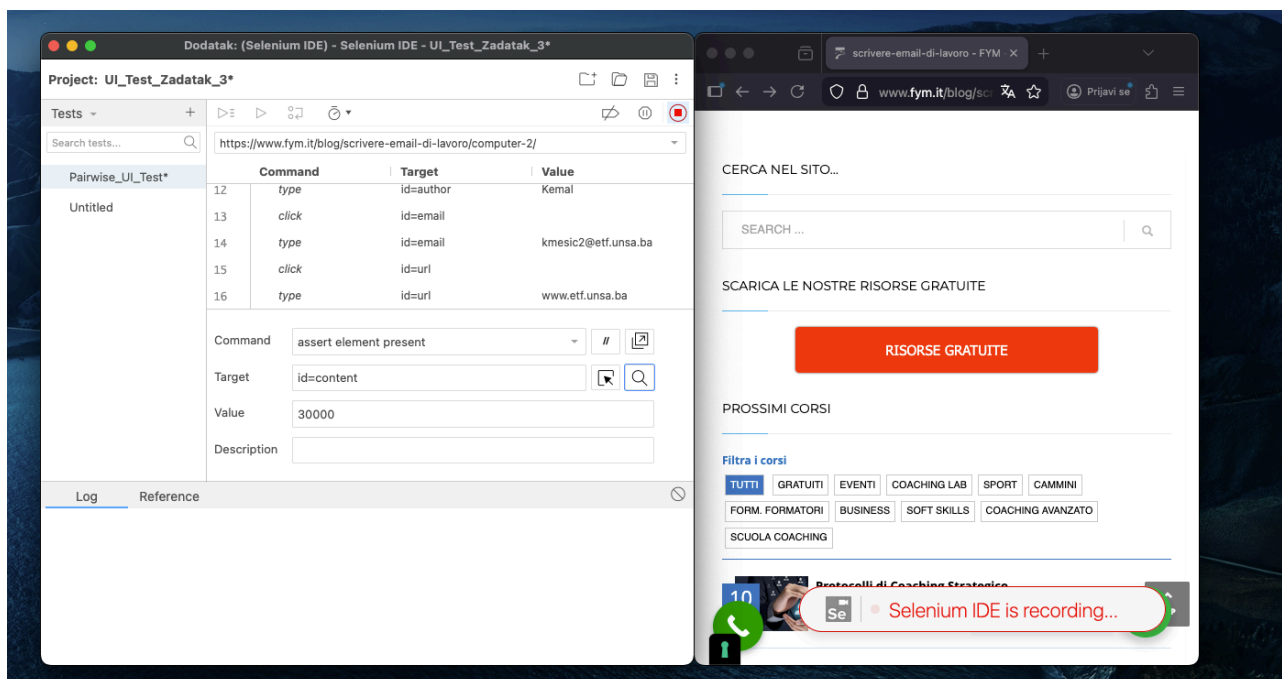 Dodatak: (Selenium IDE) - Selenium IDE - UI_Test_Zadatak_3*
Project: UI_Test_Zadatak_3*
Tests
Search tests...
Pairwise_UI_Test*
Untitled
https://www.fym.it/blog/scrivere-email-di-lavoro/computer-2/
Command Target Value
12 type id=author Kemal
13 click id=email
14 type id=email kmesic2@etf.unsa.ba
15 click id=url
16 type id=url www.etf.unsa.ba
Command assert element present //
Target id=content
Value 30000
Description
Log Reference
scrivere-email-di-lavoro - FYM
www.fym.it/blog/scr Prijavi se
CERCA NEL SITO...
SEARCH ...
SCARICA LE NOSTRE RISORSE GRATUITE
RISORSE GRATUITE
PROSSIMI CORSI
Filtra i corsi
TUTTI GRATUITI EVENTI COACHING LAB SPORT CAMMINI
FORM. FORMATORI BUSINESS SOFT SKILLS COACHING AVANZATO
SCUOLA COACHING
10 Protocolli di Coaching Strategico
Se Selenium IDE is recording...